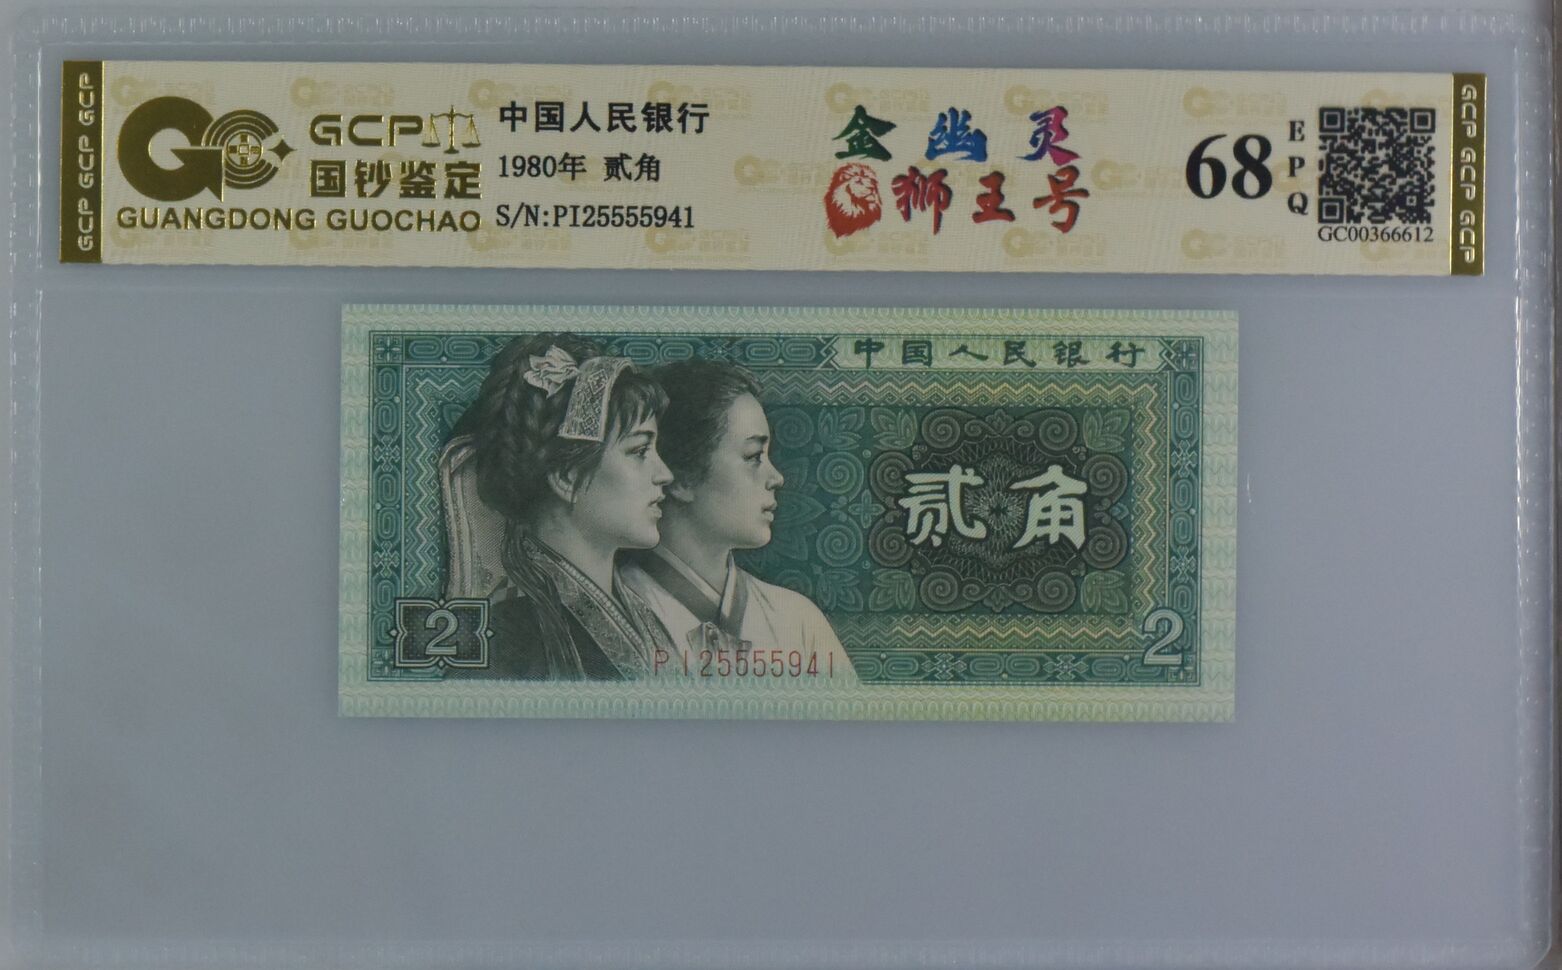 GCP GCP GCP
GCP
国钞鉴定
GUANGDONG GUOCHAO
中国人民银行
1980年 贰角
S/N:PI25555941
金幽灵
狮王号
68
EPQ
GC00366612
GCP GCP GCP
中国人民银行
贰角
2
2
PI25555941